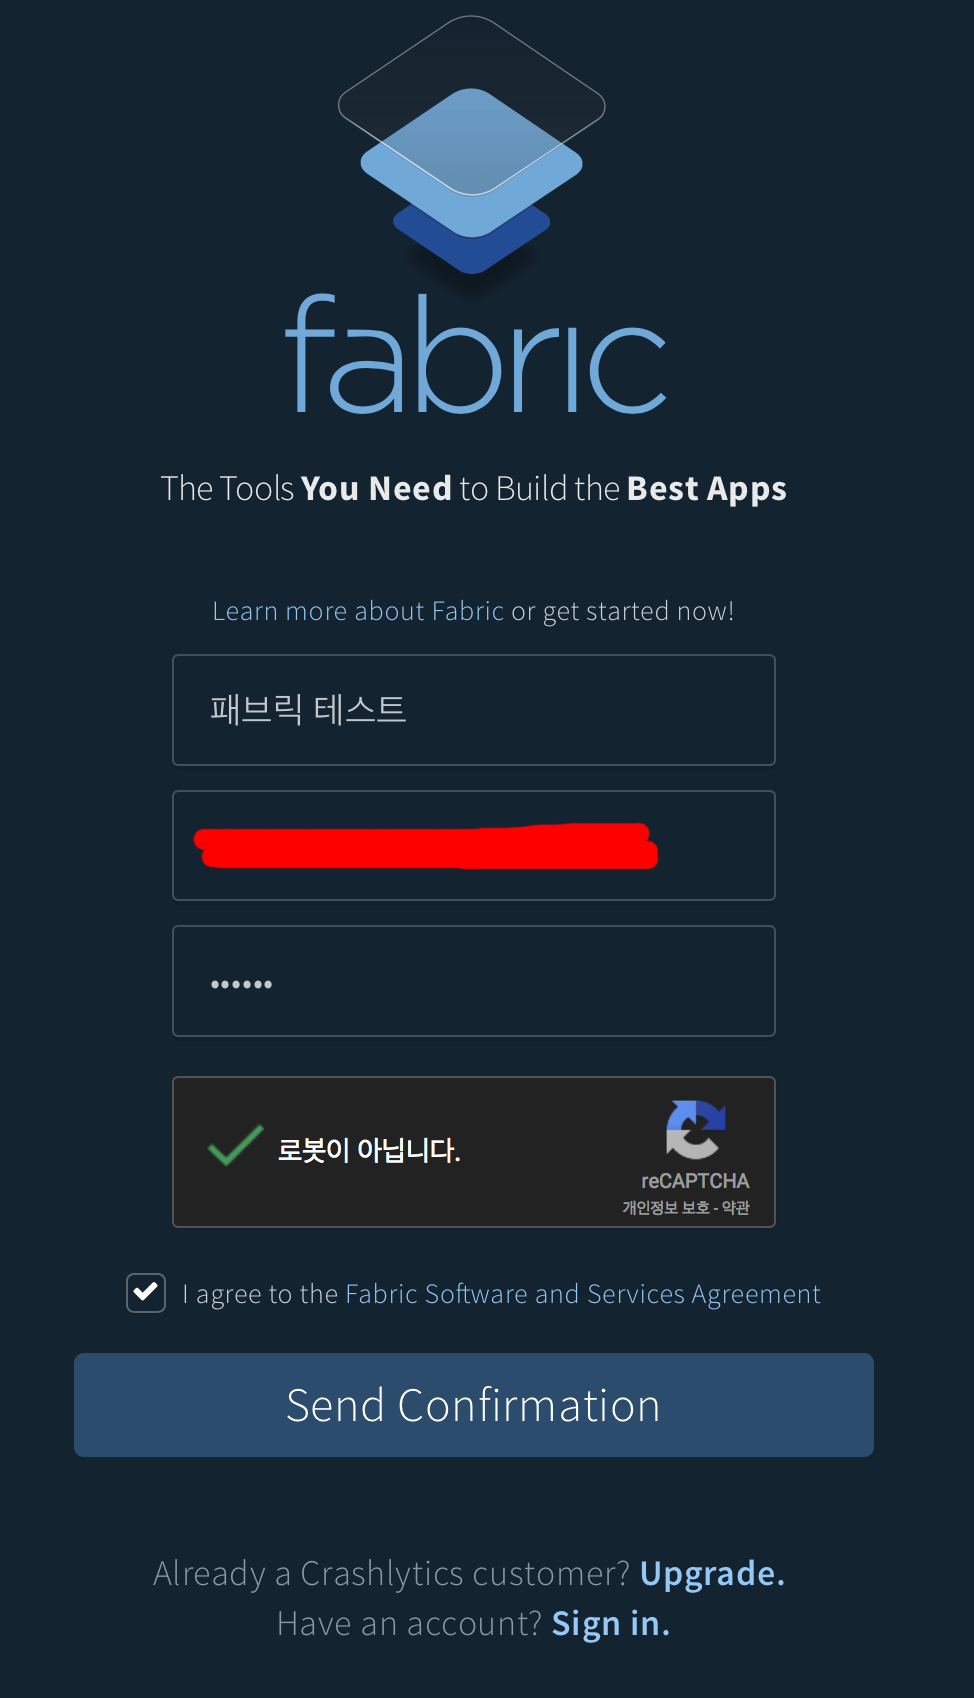 fabric
The Tools You Need to Build the Best Apps
Learn more about Fabric or get started now!
패브릭 테스트
••••••
로봇이 아닙니다.
reCAPTCHA
개인정보 보호 - 약관
I agree to the Fabric Software and Services Agreement
Send Confirmation
Already a Crashlytics customer? Upgrade.
Have an account? Sign in.